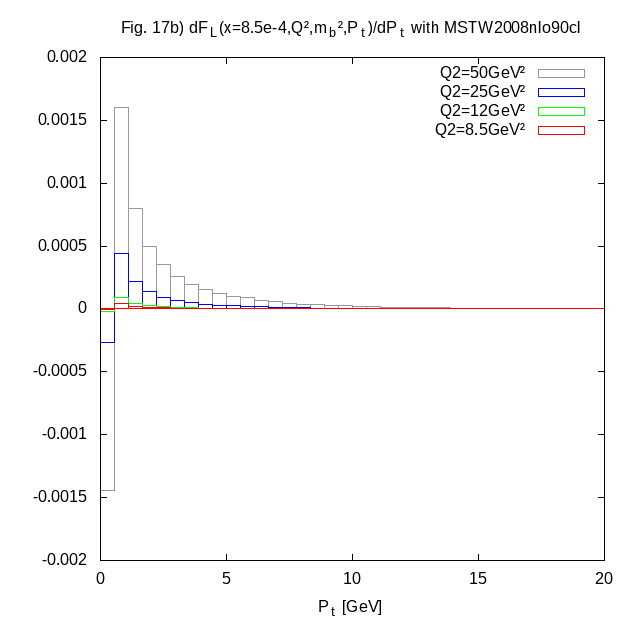 Fig. 17b) dF_L(x=8.5e-4,Q²,m_b²,P_t)/dP_t with MSTW2008nlo90cl
Q2=50GeV²
Q2=25GeV²
Q2=12GeV²
Q2=8.5GeV²
0.002
0.0015
0.001
0.0005
0
-0.0005
-0.001
-0.0015
-0.002
0 5 10 15 20
P_t [GeV]